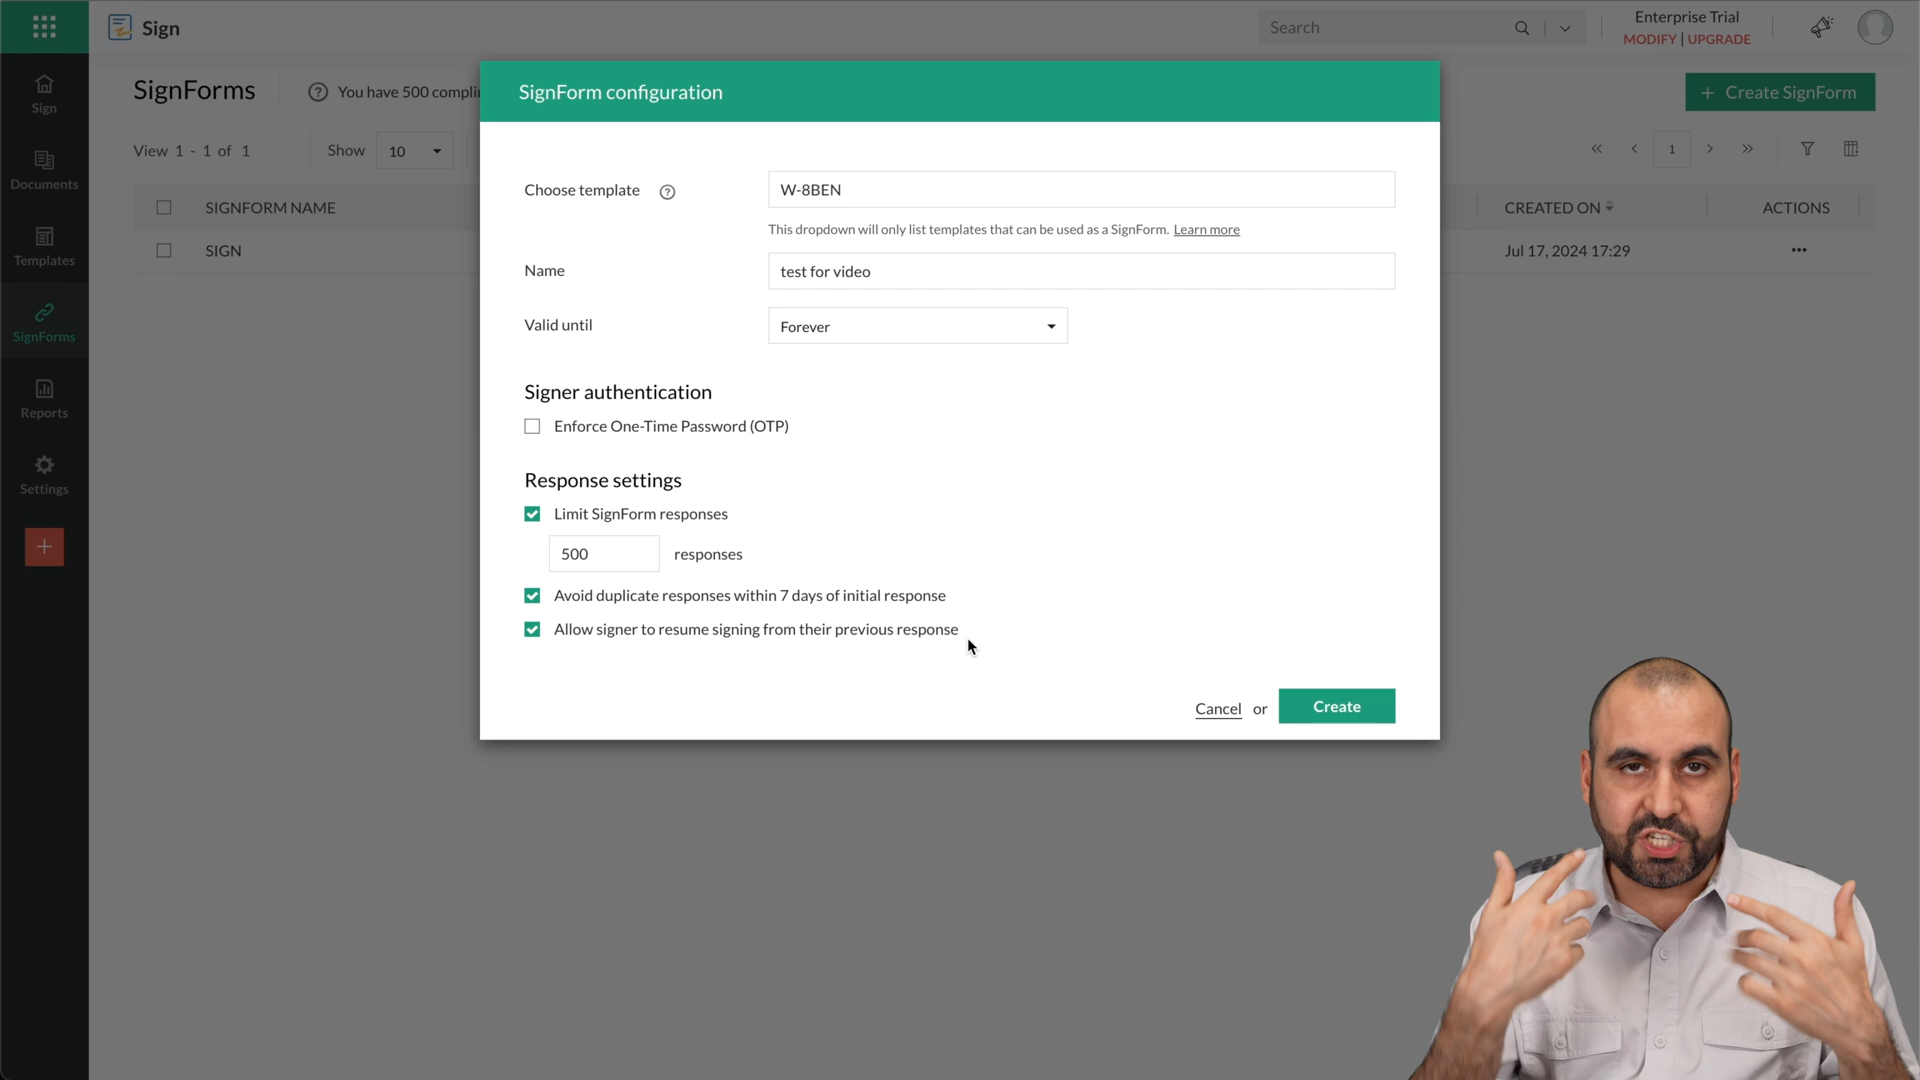 Sign
Search
Enterprise Trial
MODIFY | UPGRADE
Sign
Documents
Templates
SignForms
Reports
Settings
SignForms
? You have 500 compli
+ Create SignForm
View 1 - 1 of 1
Show 10
1
SIGNFORM NAME
CREATED ON
ACTIONS
SIGN
Jul 17, 2024 17:29
SignForm configuration
Choose template ?
W-8BEN
This dropdown will only list templates that can be used as a SignForm. Learn more
Name
test for video
Valid until
Forever
Signer authentication
Enforce One-Time Password (OTP)
Response settings
Limit SignForm responses
500 responses
Avoid duplicate responses within 7 days of initial response
Allow signer to resume signing from their previous response
Cancel or Create